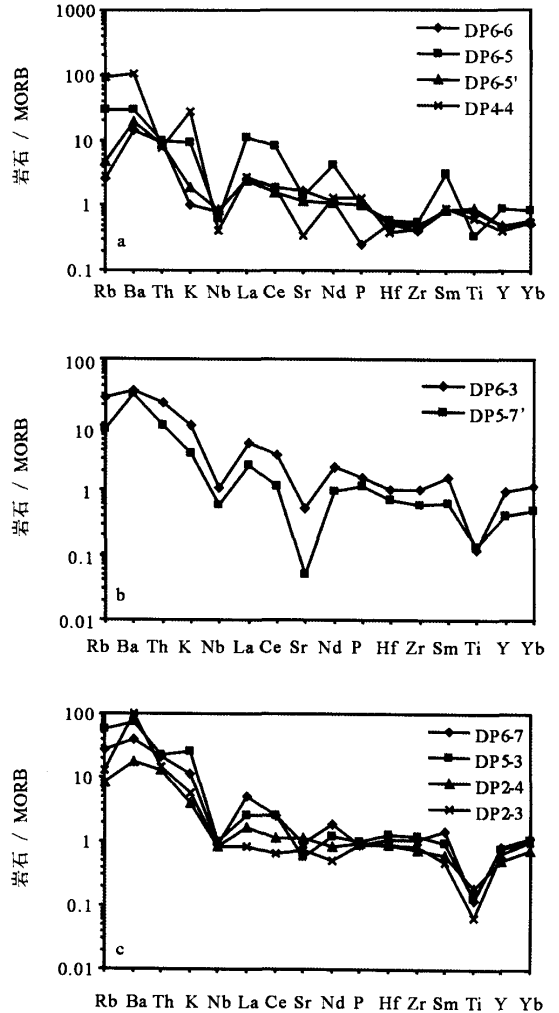 1000
100
10
1
0.1
岩石 / MORB
a
DP6-6
DP6-5
DP6-5'
DP4-4
Rb Ba Th K Nb La Ce Sr Nd P Hf Zr Sm Ti Y Yb
100
10
1
0.1
0.01
岩石 / MORB
b
DP6-3
DP5-7'
Rb Ba Th K Nb La Ce Sr Nd P Hf Zr Sm Ti Y Yb
100
10
1
0.1
0.01
岩石 / MORB
c
DP6-7
DP5-3
DP2-4
DP2-3
Rb Ba Th K Nb La Ce Sr Nd P Hf Zr Sm Ti Y Yb